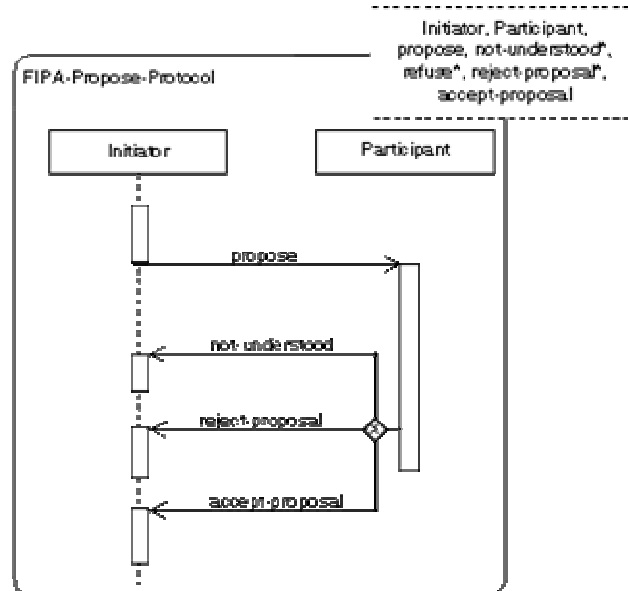 Initiator, Participant,
propose, not-understood*,
refuse*, reject-proposal*,
accept-proposal
FIPA-Propose-Protocol
Initiator
Participant
propose
not-understood
reject-proposal
x
accept-proposal